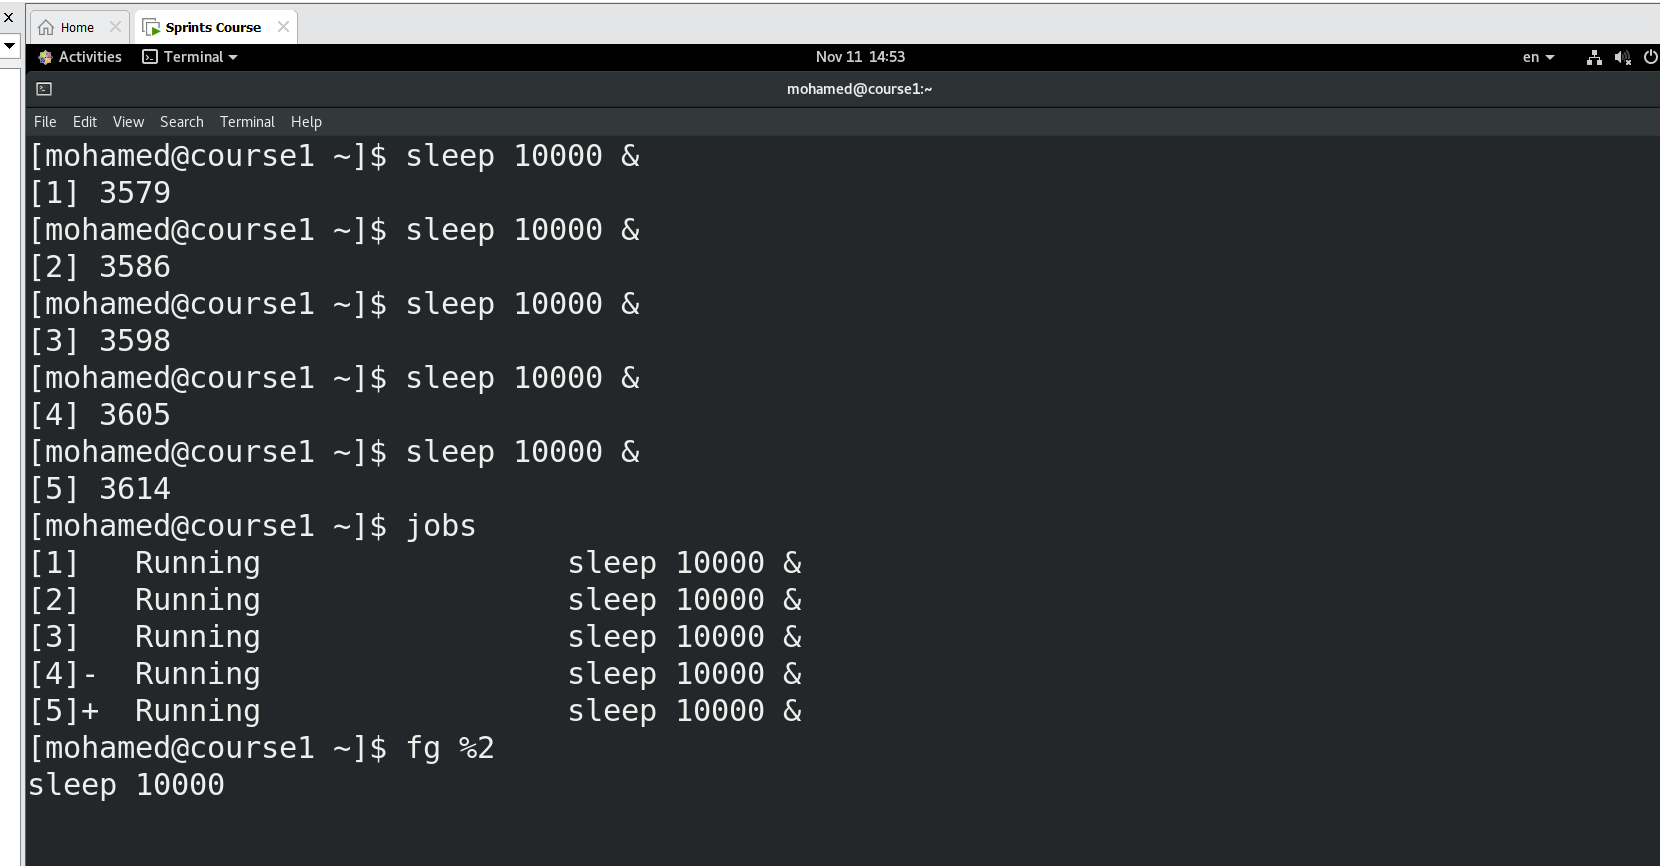 x
Home
Sprints Course
Activities Terminal Nov 11 14:53 en
mohamed@course1:~
File Edit View Search Terminal Help
[mohamed@course1 ~]$ sleep 10000 &
[1] 3579
[mohamed@course1 ~]$ sleep 10000 &
[2] 3586
[mohamed@course1 ~]$ sleep 10000 &
[3] 3598
[mohamed@course1 ~]$ sleep 10000 &
[4] 3605
[mohamed@course1 ~]$ sleep 10000 &
[5] 3614
[mohamed@course1 ~]$ jobs
[1]   Running                 sleep 10000 &
[2]   Running                 sleep 10000 &
[3]   Running                 sleep 10000 &
[4]-  Running                 sleep 10000 &
[5]+  Running                 sleep 10000 &
[mohamed@course1 ~]$ fg %2
sleep 10000